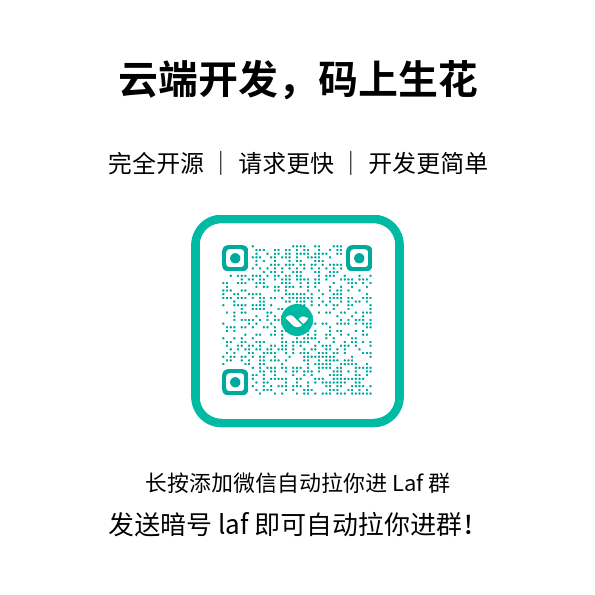 云端开发，码上生花
完全开源 ｜ 请求更快 ｜ 开发更简单
长按添加微信自动拉你进 Laf 群
发送暗号 laf 即可自动拉你进群！